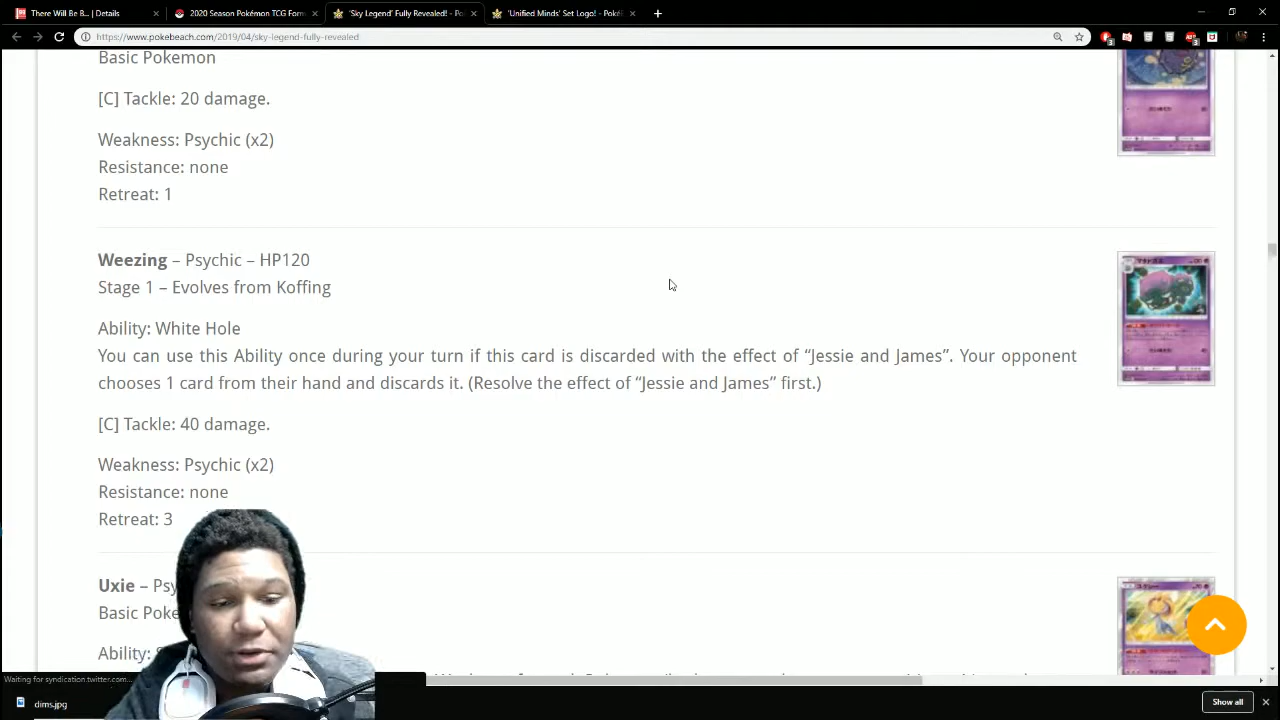 There Will Be B... | Details
2020 Season Pokémon TCG Form
'Sky Legend' Fully Revealed! - Po
'Unified Minds' Set Logo! - Poké
https://www.pokebeach.com/2019/04/sky-legend-fully-revealed
Basic Pokemon
[C] Tackle: 20 damage.
Weakness: Psychic (x2)
Resistance: none
Retreat: 1
Weezing – Psychic – HP120
Stage 1 – Evolves from Koffing
Ability: White Hole
You can use this Ability once during your turn if this card is discarded with the effect of “Jessie and James”. Your opponent
chooses 1 card from their hand and discards it. (Resolve the effect of “Jessie and James” first.)
[C] Tackle: 40 damage.
Weakness: Psychic (x2)
Resistance: none
Retreat: 3
Uxie – Psy
Basic Poke
Ability:
Waiting for syndication.twitter.com...
dims.jpg
Show all